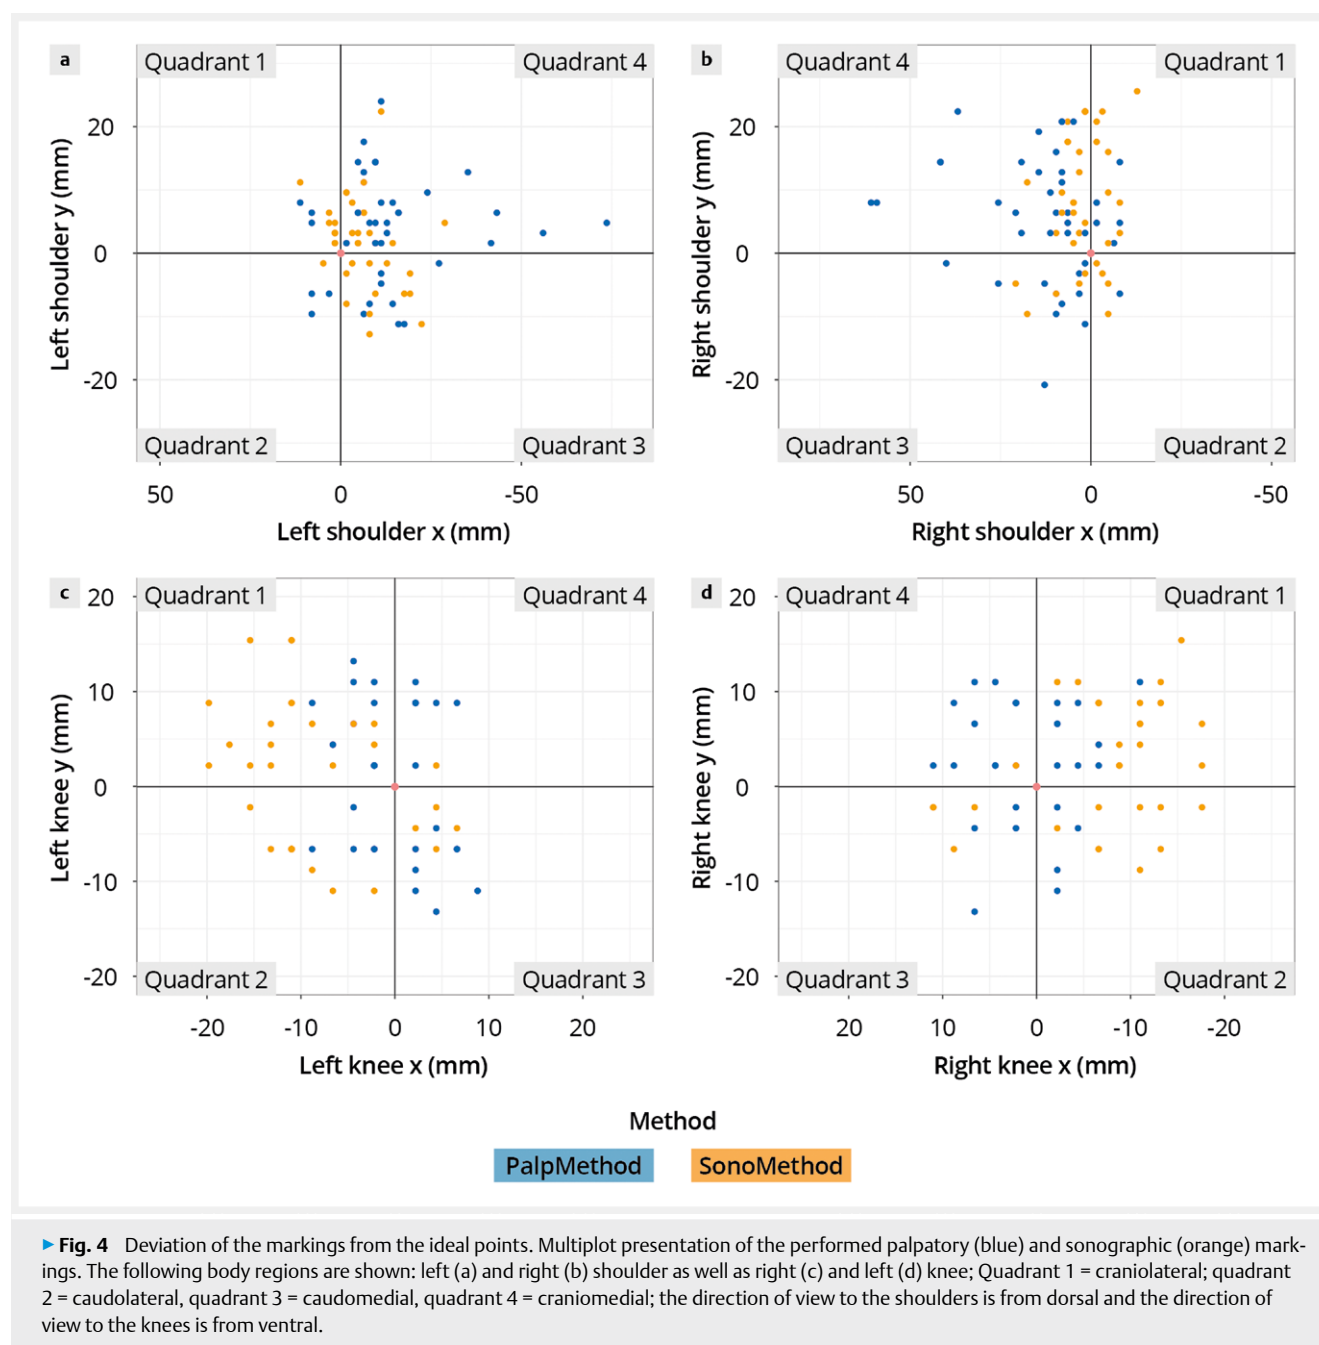 a
Quadrant 1
Quadrant 4
20
0
-20
Left shoulder y (mm)
Quadrant 2
Quadrant 3
50
0
-50
Left shoulder x (mm)
b
Quadrant 4
Quadrant 1
20
0
-20
Right shoulder y (mm)
Quadrant 3
Quadrant 2
50
0
-50
Right shoulder x (mm)
c
Quadrant 1
Quadrant 4
20
10
0
-10
-20
Left knee y (mm)
Quadrant 2
Quadrant 3
-20
-10
0
10
20
Left knee x (mm)
d
Quadrant 4
Quadrant 1
20
10
0
-10
-20
Right knee y (mm)
Quadrant 3
Quadrant 2
20
10
0
-10
-20
Right knee x (mm)
Method
PalpMethod
SonoMethod
► Fig. 4 Deviation of the markings from the ideal points. Multiplot presentation of the performed palpatory (blue) and sonographic (orange) mark-
ings. The following body regions are shown: left (a) and right (b) shoulder as well as right (c) and left (d) knee; Quadrant 1 = craniolateral; quadrant
2 = caudolateral, quadrant 3 = caudomedial, quadrant 4 = craniomedial; the direction of view to the shoulders is from dorsal and the direction of
view to the knees is from ventral.